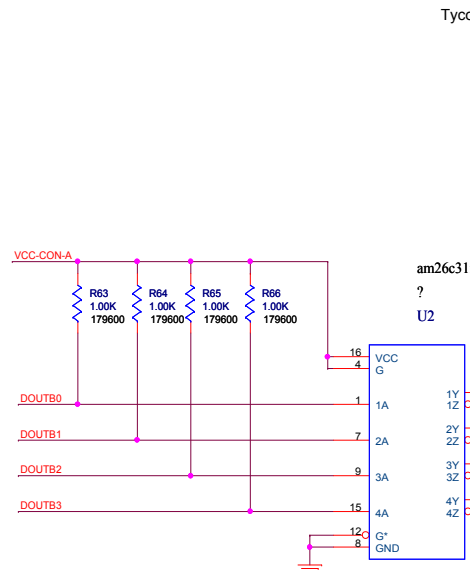 Tyco
VCC-CON-A
R63
1.00K
179600
R64
1.00K
179600
R65
1.00K
179600
R66
1.00K
179600
am26c31
?
U2
16 VCC
4 G
DOUTB0 1 1A 1Y
1Z
DOUTB1 7 2A 2Y
2Z
DOUTB2 9 3A 3Y
3Z
DOUTB3 15 4A 4Y
4Z
12 G*
8 GND